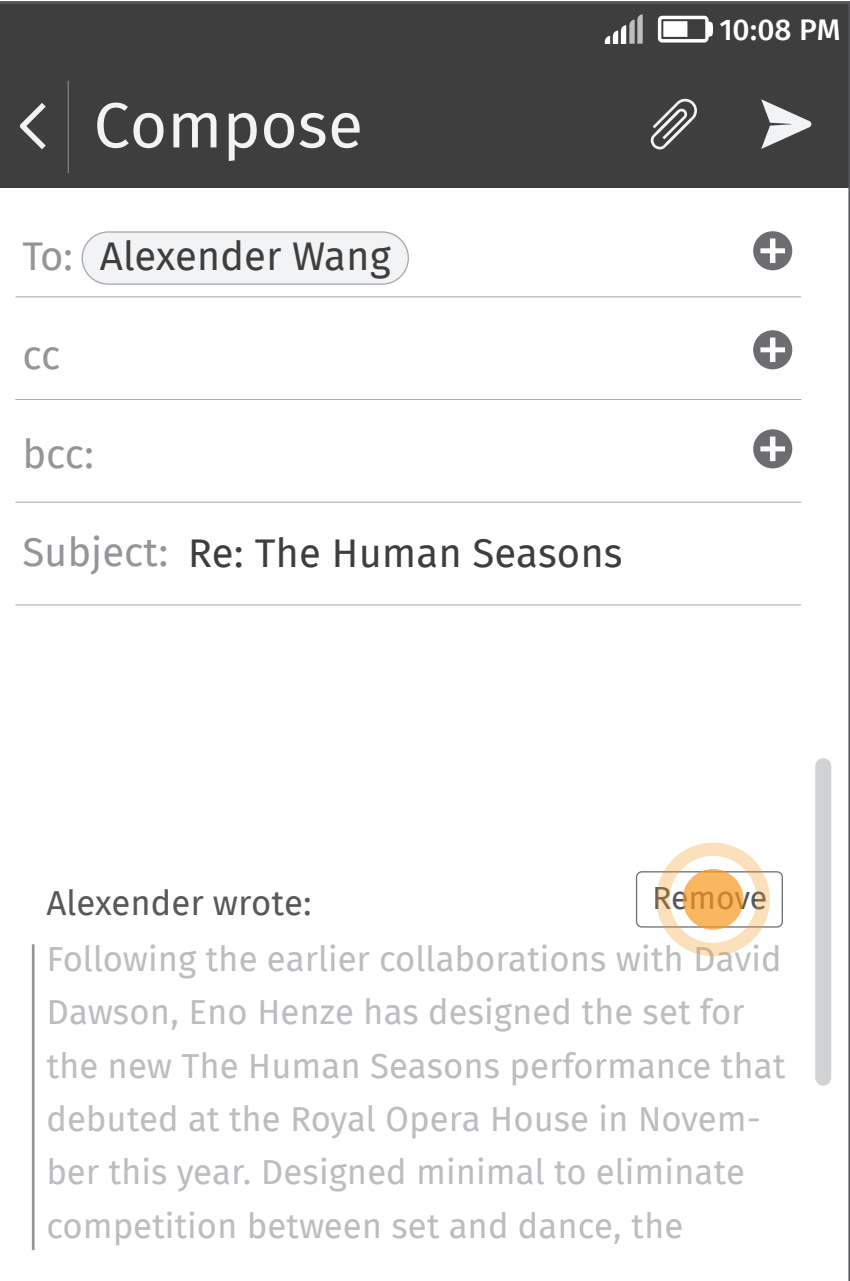 10:08 PM
Compose
To: Alexender Wang
cc
bcc:
Subject: Re: The Human Seasons
Alexender wrote:
Remove
Following the earlier collaborations with David
Dawson, Eno Henze has designed the set for
the new The Human Seasons performance that
debuted at the Royal Opera House in Novem-
ber this year. Designed minimal to eliminate
competition between set and dance, the